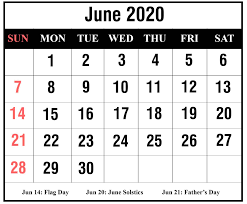 June 2020
SUN MON TUE WED THU FRI SAT
1 2 3 4 5 6
7 8 9 10 11 12 13
14 15 16 17 18 19 20
21 22 23 24 25 26 27
28 29 30
Jun 14: Flag Day Jun 20: June Solstics Jun 21: Father's Day